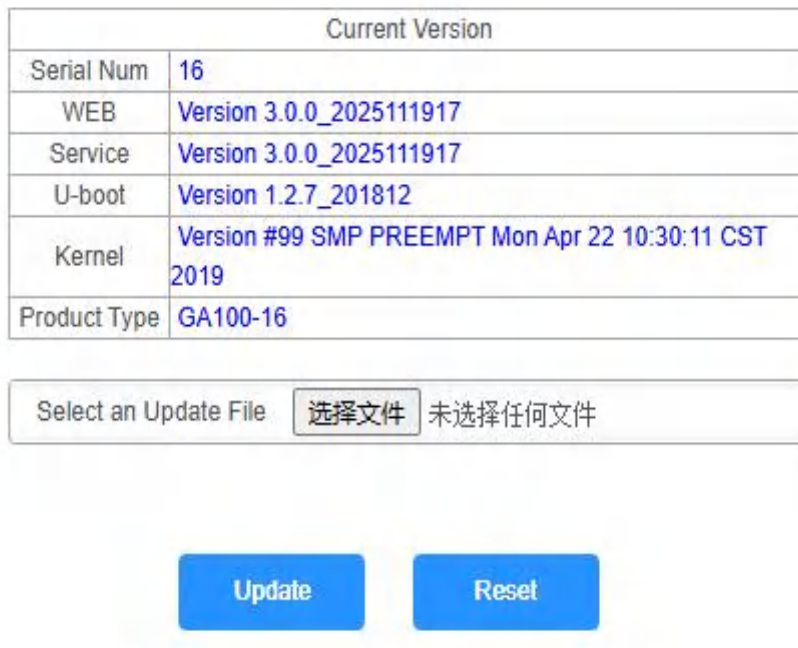 Current Version
Serial Num 16
WEB Version 3.0.0_2025111917
Service Version 3.0.0_2025111917
U-boot Version 1.2.7_201812
Kernel Version #99 SMP PREEMPT Mon Apr 22 10:30:11 CST
2019
Product Type GA100-16
Select an Update File 选择文件 未选择任何文件
Update Reset